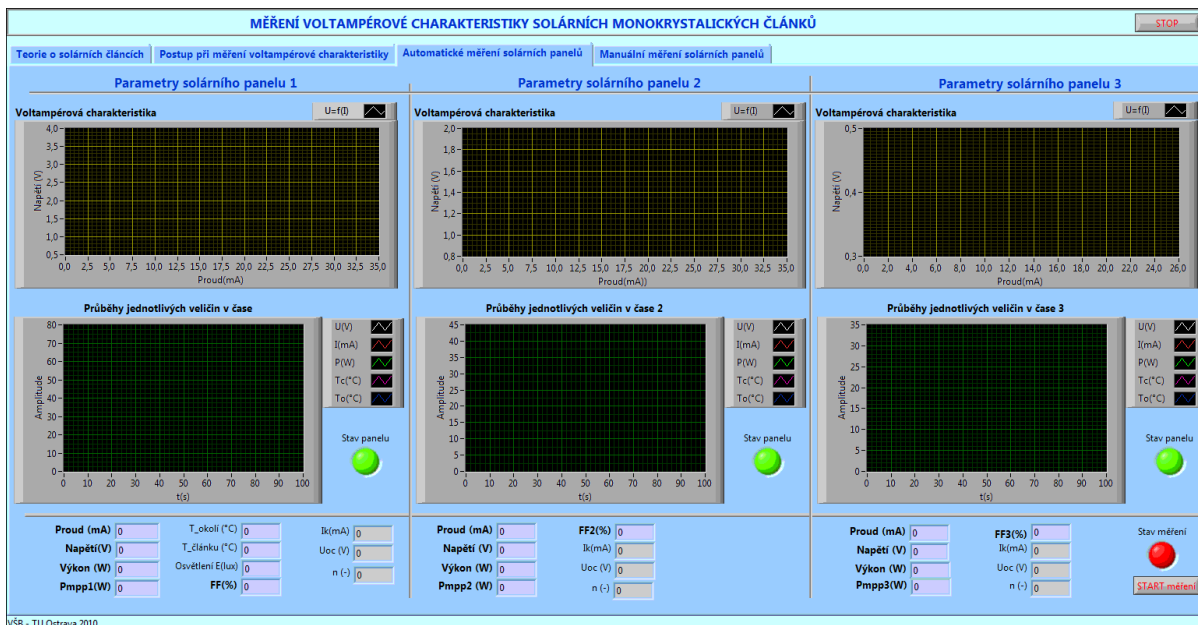 MĚŘENÍ VOLTAMPÉROVÉ CHARAKTERISTIKY SOLÁRNÍCH MONOKRYSTALICKÝCH ČLÁNKŮ
STOP
Teorie o solárních článcích
Postup při měření voltampérové charakteristiky
Automatické měření solárních panelů
Manuální měření solárních panelů
Parametry solárního panelu 1
Voltampérová charakteristika
U=f(I)
Napětí (V)
4,0
3,5
3,0
2,5
2,0
1,5
1,0
0,5
0,0 2,5 5,0 7,5 10,0 12,5 15,0 17,5 20,0 22,5 25,0 27,5 30,0 32,5 35,0
Proud(mA)
Průběhy jednotlivých veličin v čase
Amplitude
80
70
60
50
40
30
20
10
0
0 10 20 30 40 50 60 70 80 90 100
t(s)
U(V)
I(mA)
P(W)
Tc(°C)
To(°C)
Stav panelu
Proud (mA) 0
Napětí(V) 0
Výkon (W) 0
Pmpp1(W) 0
T_okolí (°C) 0
T_článku (°C) 0
Osvětlení E(lux) 0
FF(%) 0
Ik(mA) 0
Uoc (V) 0
n (-) 0
Parametry solárního panelu 2
Voltampérová charakteristika
U=f(I)
Napětí (V)
2,0
1,8
1,6
1,4
1,2
1,0
0,8
0,0 2,5 5,0 7,5 10,0 12,5 15,0 17,5 20,0 22,5 25,0 27,5 30,0 32,5 35,0
Proud(mA))
Průběhy jednotlivých veličin v čase 2
Amplitude
45
40
35
30
25
20
15
10
5
0
0 10 20 30 40 50 60 70 80 90 100
t(s)
U(V)
I(mA)
P(W)
Tc(°C)
To(°C)
Stav panelu
Proud (mA) 0
Napětí (V) 0
Výkon (W) 0
Pmpp2 (W) 0
FF2(%) 0
Ik(mA) 0
Uoc (V) 0
n (-) 0
Parametry solárního panelu 3
Voltampérová charakteristika
U=f(I)
Napětí (V)
0,5
0,4
0,3
0,0 2,0 4,0 6,0 8,0 10,0 12,0 14,0 16,0 18,0 20,0 22,0 24,0 26,0
Proud(mA)
Průběhy jednotlivých veličin v čase 3
Amplitude
35
30
25
20
15
10
5
0
0 10 20 30 40 50 60 70 80 90 100
t(s)
U(V)
I(mA)
P(W)
Tc(°C)
To(°C)
Stav panelu
Proud (mA) 0
Napětí (V) 0
Výkon (W) 0
Pmpp3(W) 0
FF3(%) 0
Ik(mA) 0
Uoc (V) 0
n (-) 0
Stav měření
START měření
VŠB - TU Ostrava 2010